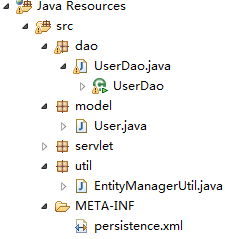 Java Resources
src
dao
UserDao.java
UserDao
model
User.java
servlet
util
EntityManagerUtil.java
META-INF
persistence.xml